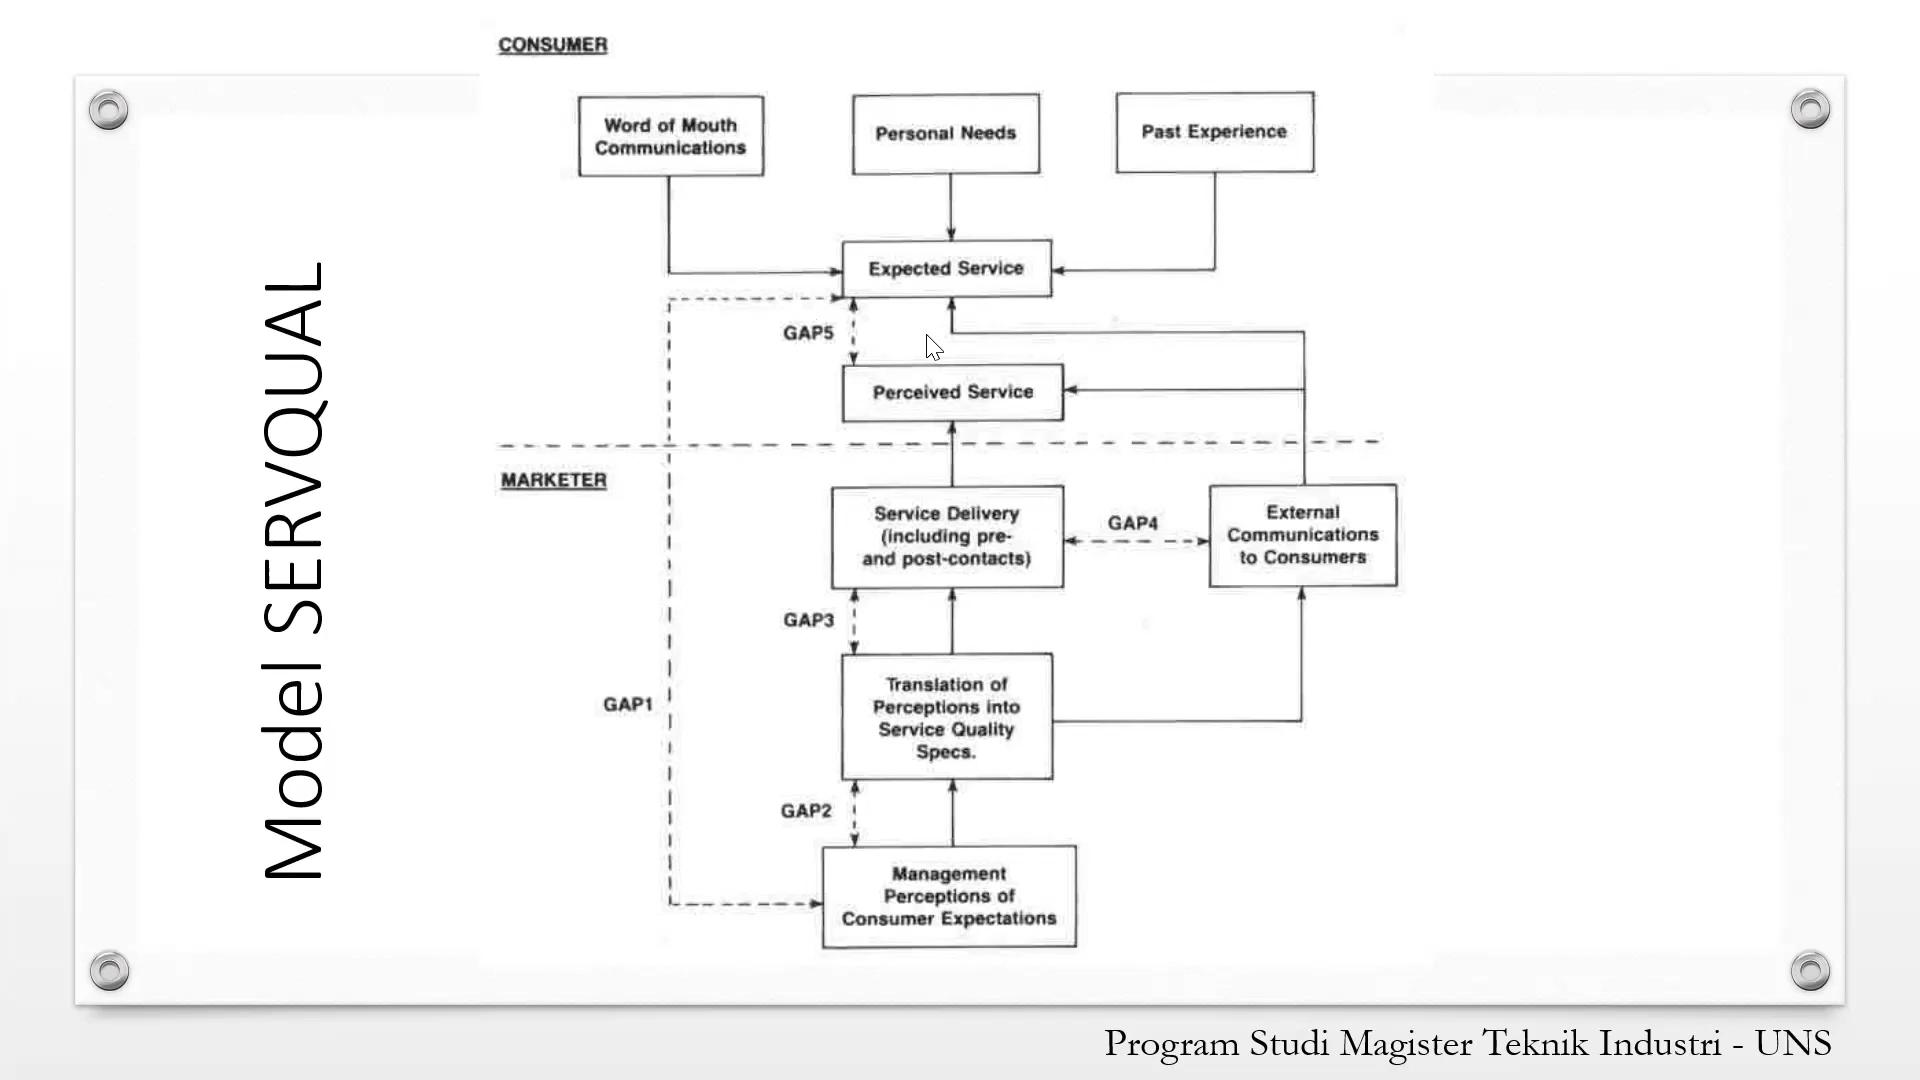 CONSUMER
Word of Mouth
Communications
Personal Needs
Past Experience
Expected Service
GAP5
Perceived Service
MARKETER
Service Delivery
(including pre-
and post-contacts)
GAP4
External
Communications
to Consumers
GAP3
Translation of
Perceptions into
Service Quality
Specs.
GAP1
GAP2
Management
Perceptions of
Consumer Expectations
Model SERVQUAL
Program Studi Magister Teknik Industri - UNS